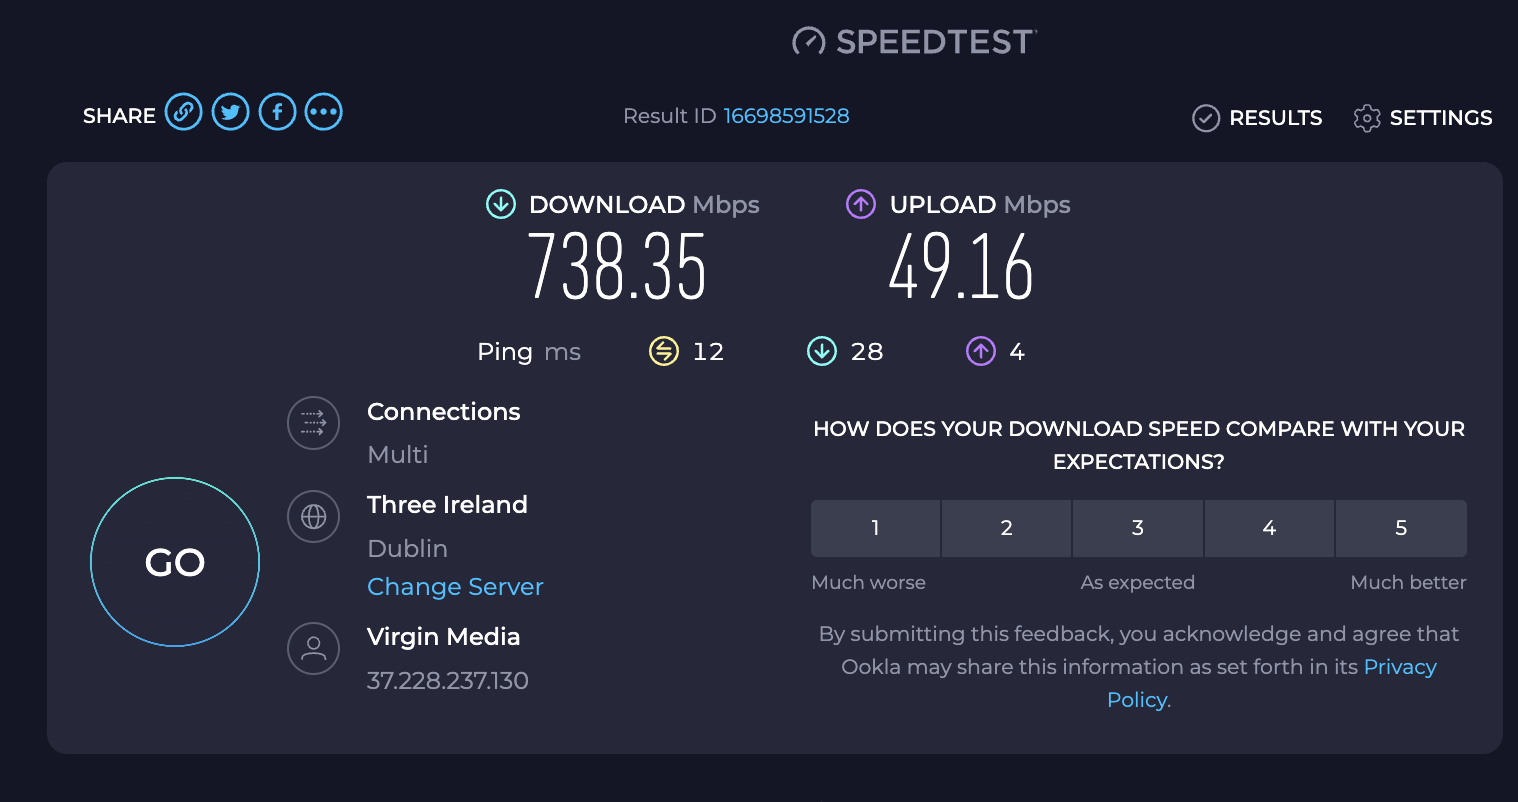 SPEEDTEST
SHARE
Result ID 16698591528
RESULTS
SETTINGS
DOWNLOAD Mbps
738.35
UPLOAD Mbps
49.16
Ping ms
12
28
4
GO
Connections
Multi
Three Ireland
Dublin
Change Server
Virgin Media
37.228.237.130
HOW DOES YOUR DOWNLOAD SPEED COMPARE WITH YOUR
EXPECTATIONS?
1
2
3
4
5
Much worse
As expected
Much better
By submitting this feedback, you acknowledge and agree that
Ookla may share this information as set forth in its Privacy
Policy.